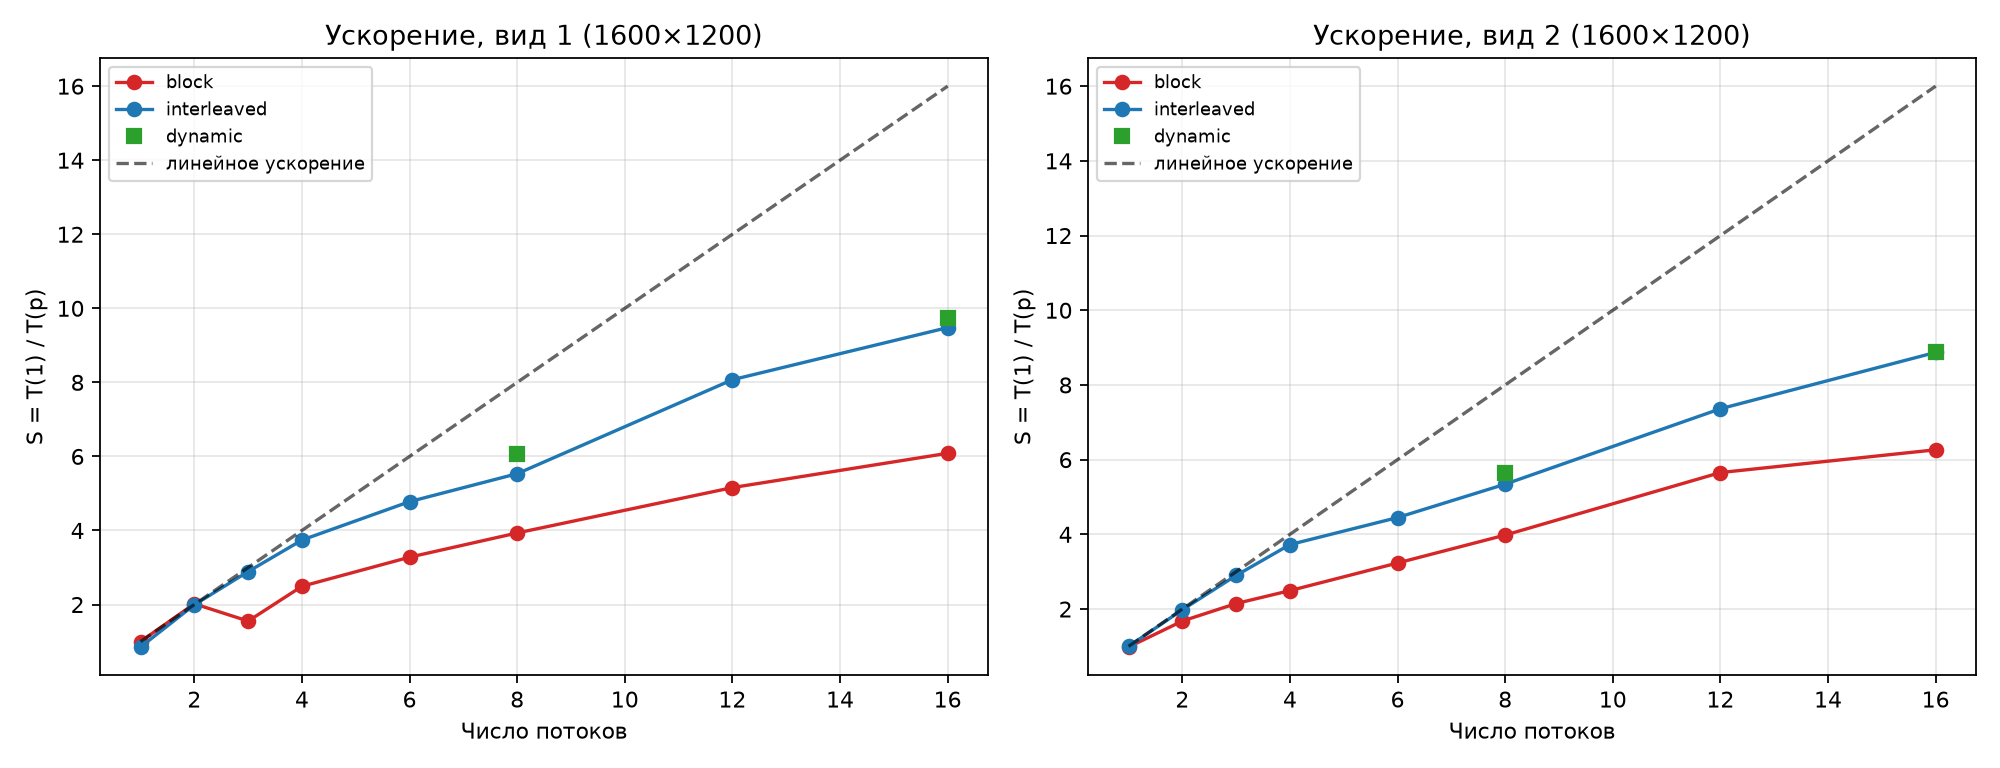 Ускорение, вид 1 (1600×1200)
block
interleaved
dynamic
линейное ускорение
S = T(1) / T(p)
16
14
12
10
8
6
4
2
2 4 6 8 10 12 14 16
Число потоков
Ускорение, вид 2 (1600×1200)
block
interleaved
dynamic
линейное ускорение
S = T(1) / T(p)
16
14
12
10
8
6
4
2
2 4 6 8 10 12 14 16
Число потоков